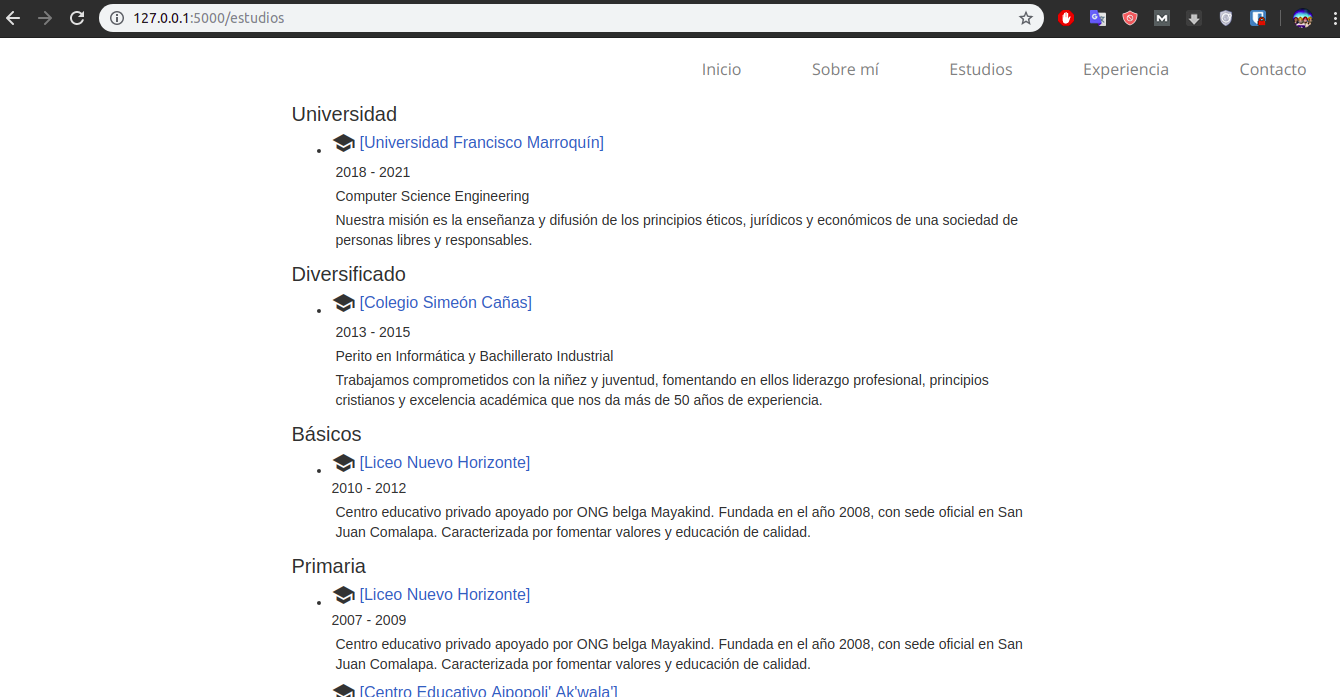 127.0.0.1:5000/estudios
Inicio Sobre mí Estudios Experiencia Contacto
Universidad
[Universidad Francisco Marroquín]
2018 - 2021
Computer Science Engineering
Nuestra misión es la enseñanza y difusión de los principios éticos, jurídicos y económicos de una sociedad de
personas libres y responsables.
Diversificado
[Colegio Simeón Cañas]
2013 - 2015
Perito en Informática y Bachillerato Industrial
Trabajamos comprometidos con la niñez y juventud, fomentando en ellos liderazgo profesional, principios
cristianos y excelencia académica que nos da más de 50 años de experiencia.
Básicos
[Liceo Nuevo Horizonte]
2010 - 2012
Centro educativo privado apoyado por ONG belga Mayakind. Fundada en el año 2008, con sede oficial en San
Juan Comalapa. Caracterizada por fomentar valores y educación de calidad.
Primaria
[Liceo Nuevo Horizonte]
2007 - 2009
Centro educativo privado apoyado por ONG belga Mayakind. Fundada en el año 2008, con sede oficial en San
Juan Comalapa. Caracterizada por fomentar valores y educación de calidad.
[Centro Educativo Ajpopoli' Ak'wala']